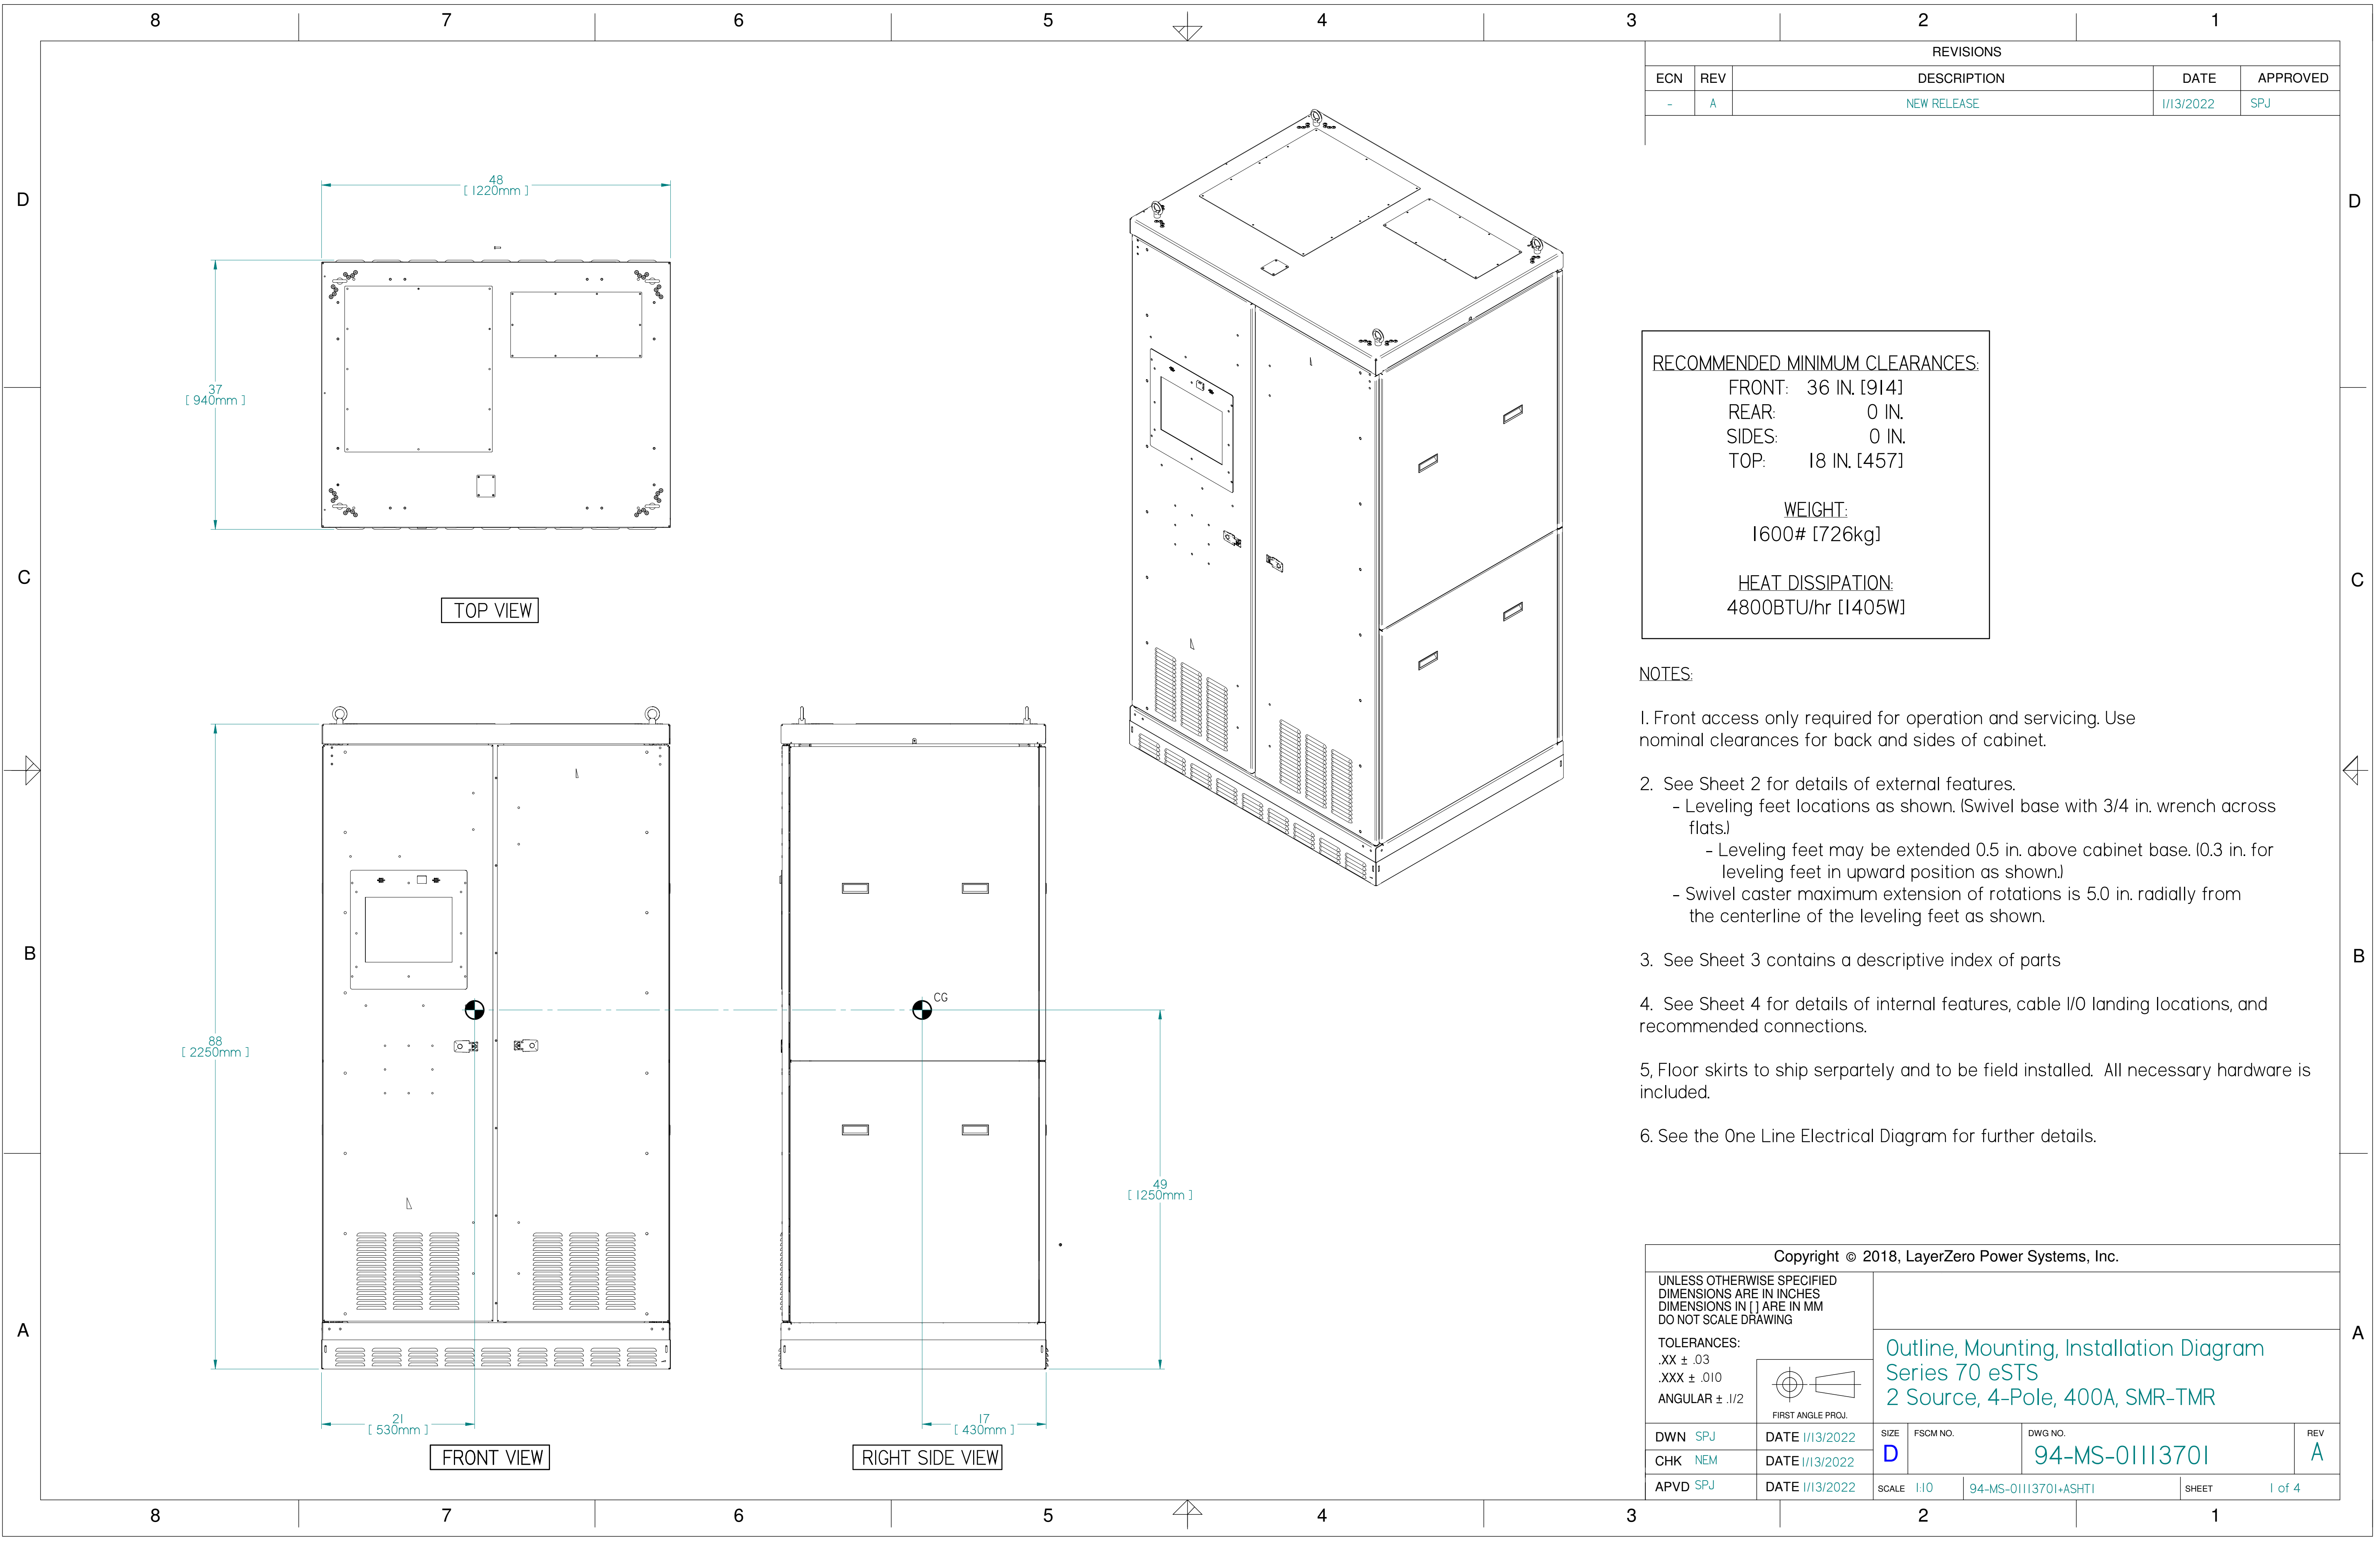 8 7 6 5 4 3 2 1
D
C
B
A
REVISIONS
ECN REV DESCRIPTION DATE APPROVED
- A NEW RELEASE 1/13/2022 SPJ
48
[ 1220mm ]
37
[ 940mm ]
TOP VIEW
RECOMMENDED MINIMUM CLEARANCES:
FRONT: 36 IN. [914]
REAR: 0 IN.
SIDES: 0 IN.
TOP: 18 IN. [457]
WEIGHT:
1600# [726kg]
HEAT DISSIPATION:
4800BTU/hr [1405W]
NOTES:
1. Front access only required for operation and servicing. Use
nominal clearances for back and sides of cabinet.
2. See Sheet 2 for details of external features.
- Leveling feet locations as shown. (Swivel base with 3/4 in. wrench across
flats.)
- Leveling feet may be extended 0.5 in. above cabinet base. (0.3 in. for
leveling feet in upward position as shown.)
- Swivel caster maximum extension of rotations is 5.0 in. radially from
the centerline of the leveling feet as shown.
3. See Sheet 3 contains a descriptive index of parts
4. See Sheet 4 for details of internal features, cable I/O landing locations, and
recommended connections.
5, Floor skirts to ship serpartely and to be field installed. All necessary hardware is
included.
6. See the One Line Electrical Diagram for further details.
88
[ 2250mm ]
CG
49
[ 1250mm ]
21
[ 530mm ]
17
[ 430mm ]
FRONT VIEW
RIGHT SIDE VIEW
Copyright © 2018, LayerZero Power Systems, Inc.
UNLESS OTHERWISE SPECIFIED
DIMENSIONS ARE IN INCHES
DIMENSIONS IN [ ] ARE IN MM
DO NOT SCALE DRAWING
TOLERANCES:
.XX ± .03
.XXX ± .010
ANGULAR ± .1/2
FIRST ANGLE PROJ.
Outline, Mounting, Installation Diagram
Series 70 eSTS
2 Source, 4-Pole, 400A, SMR-TMR
DWN SPJ DATE 1/13/2022
CHK NEM DATE 1/13/2022
APVD SPJ DATE 1/13/2022
SIZE
D
FSCM NO.
DWG NO.
94-MS-01113701
REV
A
SCALE 1:10 94-MS-01113701+ASHT1 SHEET 1 of 4
D
C
B
A
8 7 6 5 4 3 2 1